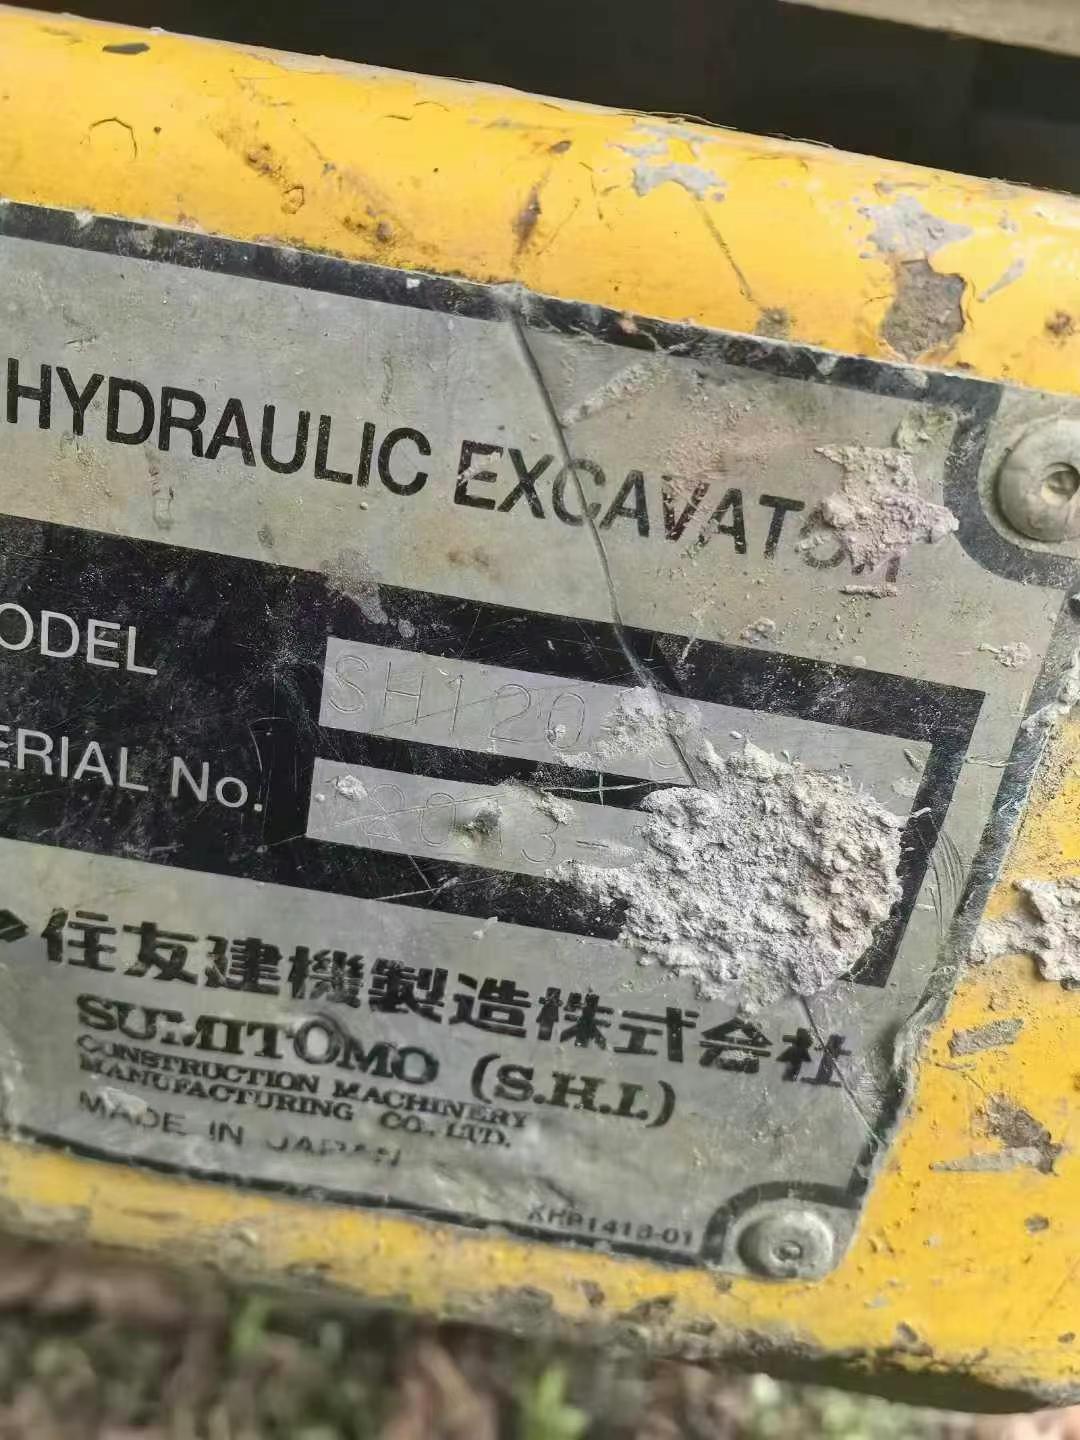 HYDRAULIC EXCAVATOR
ODEL SH120
ERIAL No.
住友建機製造株式会社
SUMITOMO (S.H.I.)
CONSTRUCTION MACHINERY
MANUFACTURING CO., LTD.
MADE IN JAPAN